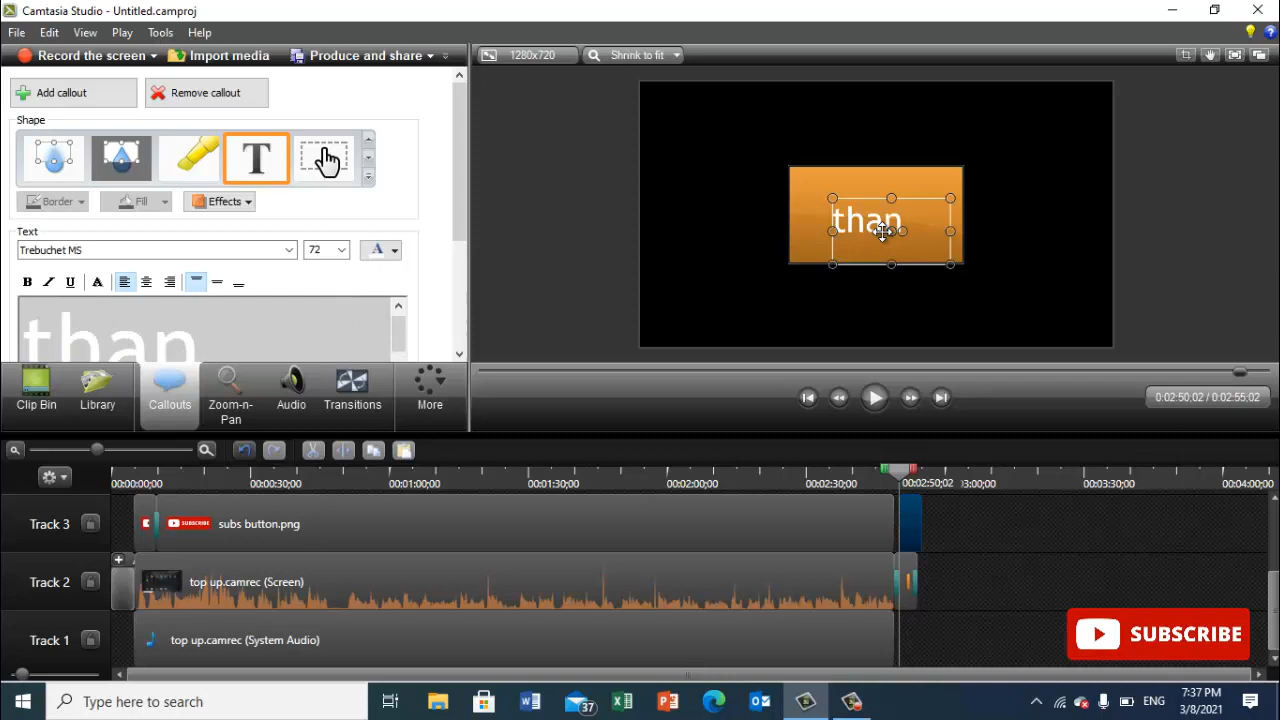 Camtasia Studio - Untitled.camproj
File Edit View Play Tools Help
Record the screen Import media Produce and share
1280x720 Shrink to fit
Add callout Remove callout
Shape
T
Border Fill Effects
Text
Trebuchet MS 72 A
B I U A
than
than
Clip Bin Library Callouts Zoom-n-Pan Audio Transitions More
0:02:50,02 / 0:02:55,02
00:00:00;00 00:00:30;00 00:01:00;00 00:01:30;00 00:02:00;00 00:02:30;00 00:02:50;02 :03:00;00 00:03:30;00 00:04:00;00
Track 3 SUBSCRIBE subs button.png
Track 2 top up.camrec (Screen)
Track 1 top up.camrec (System Audio)
SUBSCRIBE
Type here to search
37
ENG
7:37 PM
3/8/2021